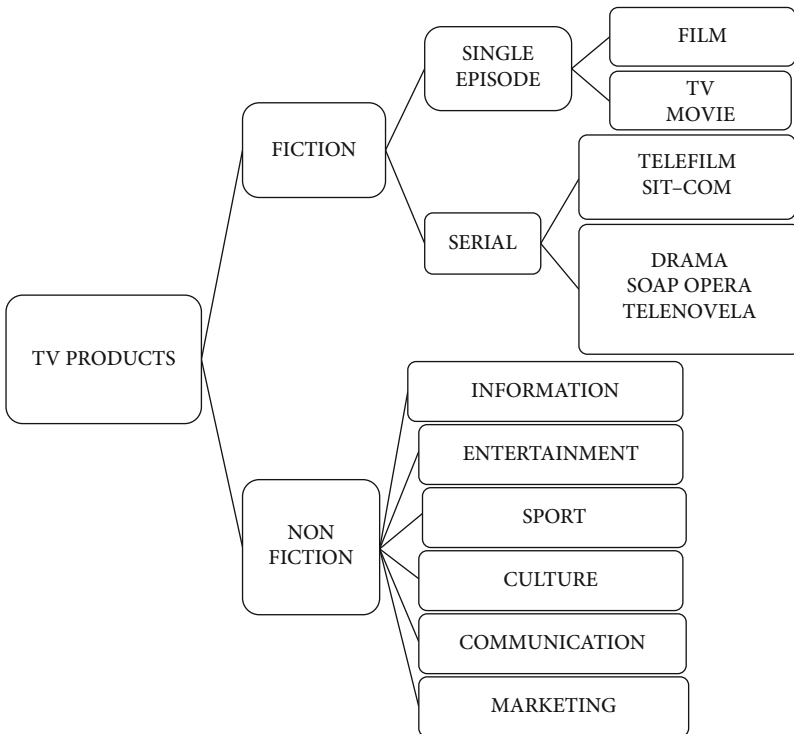 TV PRODUCTS
FICTION
SINGLE
EPISODE
FILM
TV
MOVIE
SERIAL
TELEFILM
SIT–COM
DRAMA
SOAP OPERA
TELENOVELA
NON
FICTION
INFORMATION
ENTERTAINMENT
SPORT
CULTURE
COMMUNICATION
MARKETING